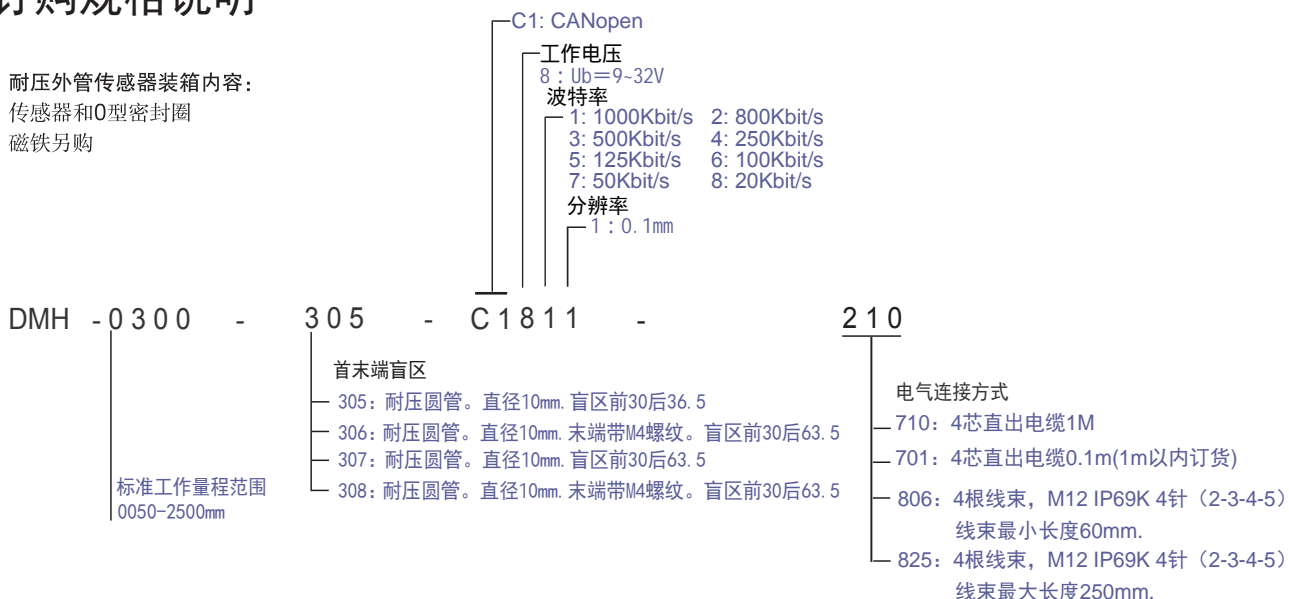 订购规格说明
耐压外管传感器装箱内容：
传感器和O型密封圈
磁铁另购
C1: CANopen
工作电压
8：Ub＝9~32V
波特率
1: 1000Kbit/s 2: 800Kbit/s
3: 500Kbit/s 4: 250Kbit/s
5: 125Kbit/s 6: 100Kbit/s
7: 50Kbit/s 8: 20Kbit/s
分辨率
1：0.1mm
DMH -0300 - 305 - C1811 - 210
标准工作量程范围
0050-2500mm
首末端盲区
305：耐压圆管。直径10mm.盲区前30后36.5
306：耐压圆管。直径10mm.末端带M4螺纹。盲区前30后63.5
307：耐压圆管。直径10mm.盲区前30后63.5
308：耐压圆管。直径10mm.末端带M4螺纹。盲区前30后63.5
电气连接方式
710：4芯直出电缆1M
701：4芯直出电缆0.1m(1m以内订货)
806：4根线束，M12 IP69K 4针（2-3-4-5）
线束最小长度60mm.
825：4根线束，M12 IP69K 4针（2-3-4-5）
线束最大长度250mm.